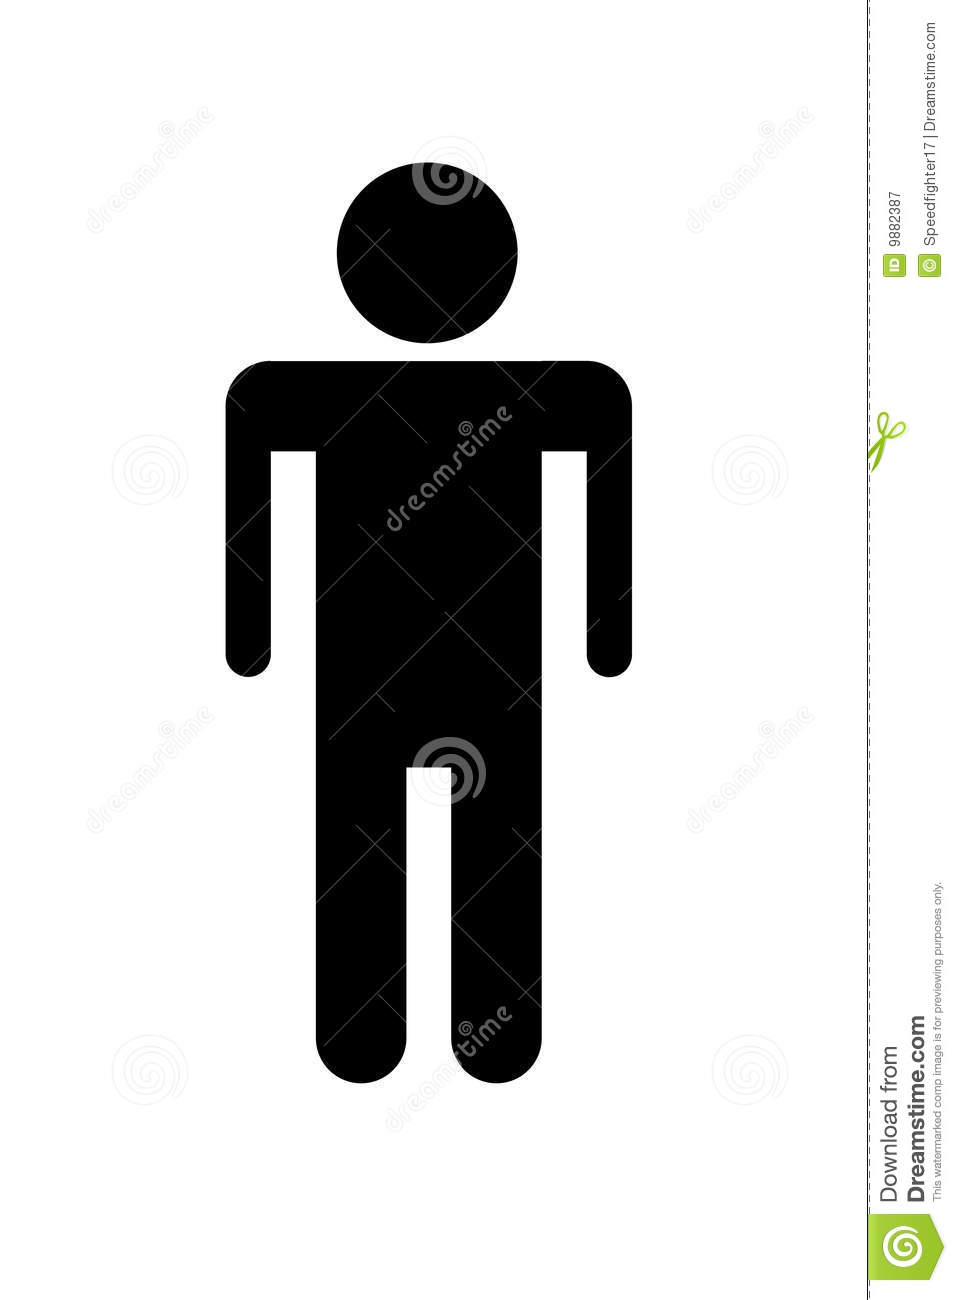 dreamstime
dreamstime
dreamstime
dreamstime
dreamstime
dreamstime
ID 9882387
© Speedfighter17 | Dreamstime.com
Download from
Dreamstime.com
This watermarked comp image is for previewing purposes only.